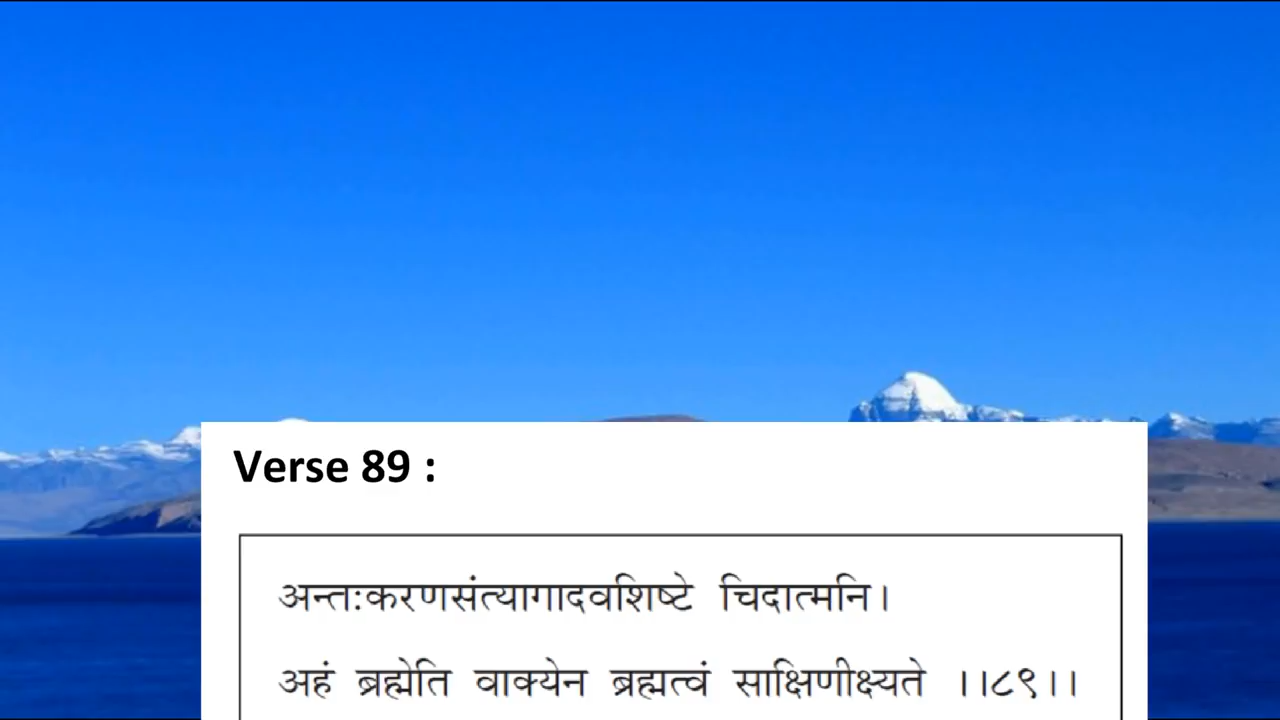 Verse 89 :
अन्तःकरणसंत्यागादवशिष्टे चिदात्मनि।
अहं ब्रह्मेति वाक्येन ब्रह्मत्वं साक्षिणीक्ष्यते ।।८९।।